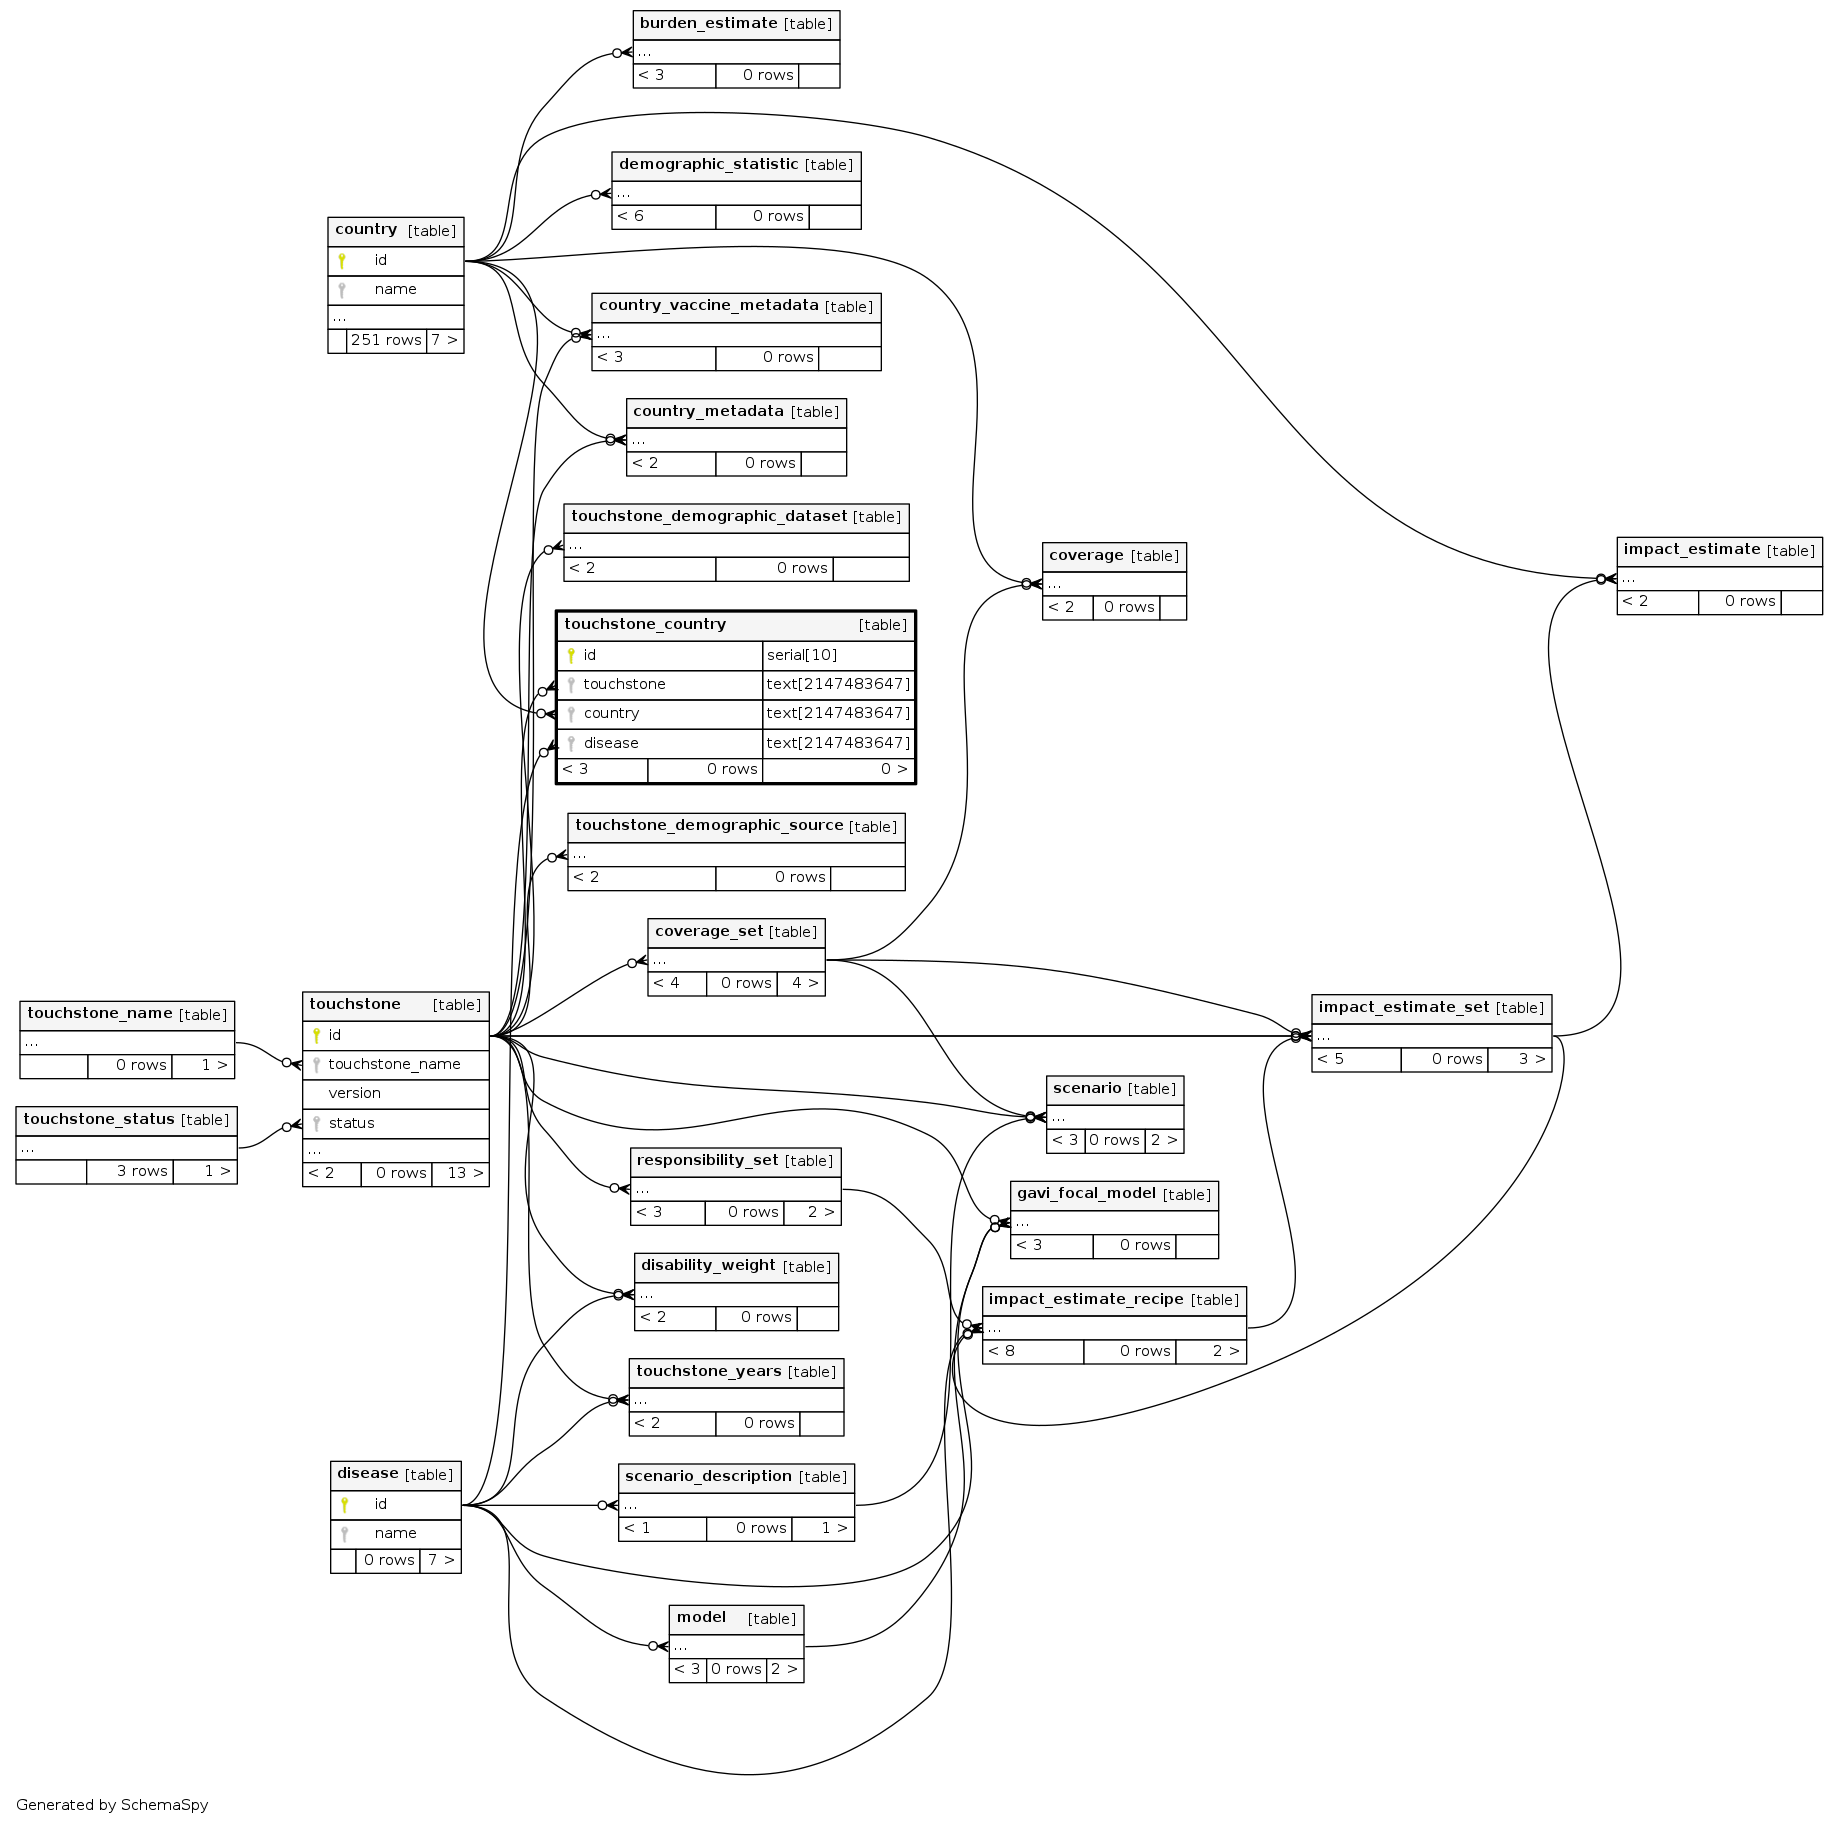 burden_estimate [table]
...
< 3 0 rows
demographic_statistic [table]
...
< 6 0 rows
country [table]
id
name
...
251 rows 7 >
country_vaccine_metadata [table]
...
< 3 0 rows
country_metadata [table]
...
< 2 0 rows
touchstone_demographic_dataset [table]
...
< 2 0 rows
coverage [table]
...
< 2 0 rows
impact_estimate [table]
...
< 2 0 rows
touchstone_country [table]
id serial[10]
touchstone text[2147483647]
country text[2147483647]
disease text[2147483647]
< 3 0 rows 0 >
touchstone_demographic_source [table]
...
< 2 0 rows
coverage_set [table]
...
< 4 0 rows 4 >
touchstone_name [table]
...
0 rows 1 >
touchstone_status [table]
...
3 rows 1 >
touchstone [table]
id
touchstone_name
version
status
...
< 2 0 rows 13 >
impact_estimate_set [table]
...
< 5 0 rows 3 >
scenario [table]
...
< 3 0 rows 2 >
responsibility_set [table]
...
< 3 0 rows 2 >
gavi_focal_model [table]
...
< 3 0 rows
disability_weight [table]
...
< 2 0 rows
impact_estimate_recipe [table]
...
< 8 0 rows 2 >
touchstone_years [table]
...
< 2 0 rows
disease [table]
id
name
0 rows 7 >
scenario_description [table]
...
< 1 0 rows 1 >
model [table]
...
< 3 0 rows 2 >
Generated by SchemaSpy